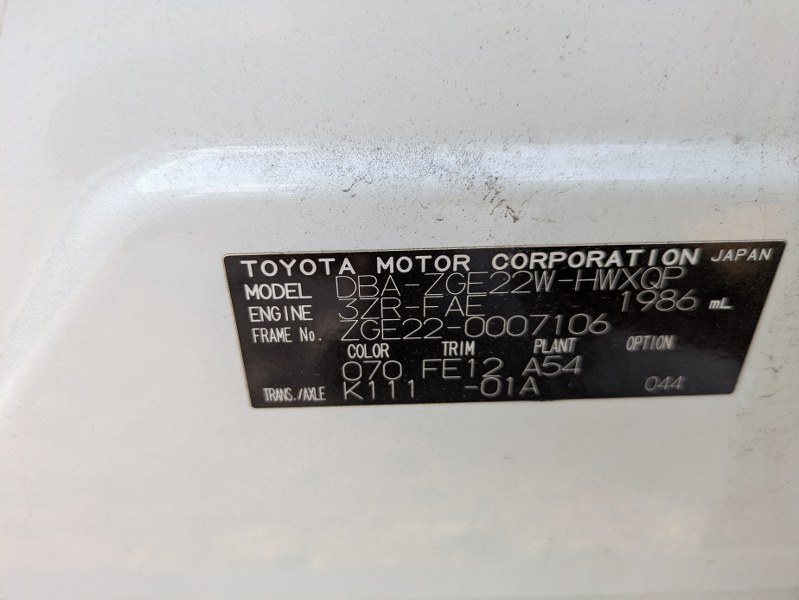 TOYOTA MOTOR CORPORATION JAPAN
MODEL DBA-ZGE22W-HWXQP
ENGINE 3ZR-FAE 1986 mL
FRAME No. ZGE22-0007106
COLOR TRIM PLANT OPTION
070 FE12 A54
TRANS./AXLE K111 -01A 044